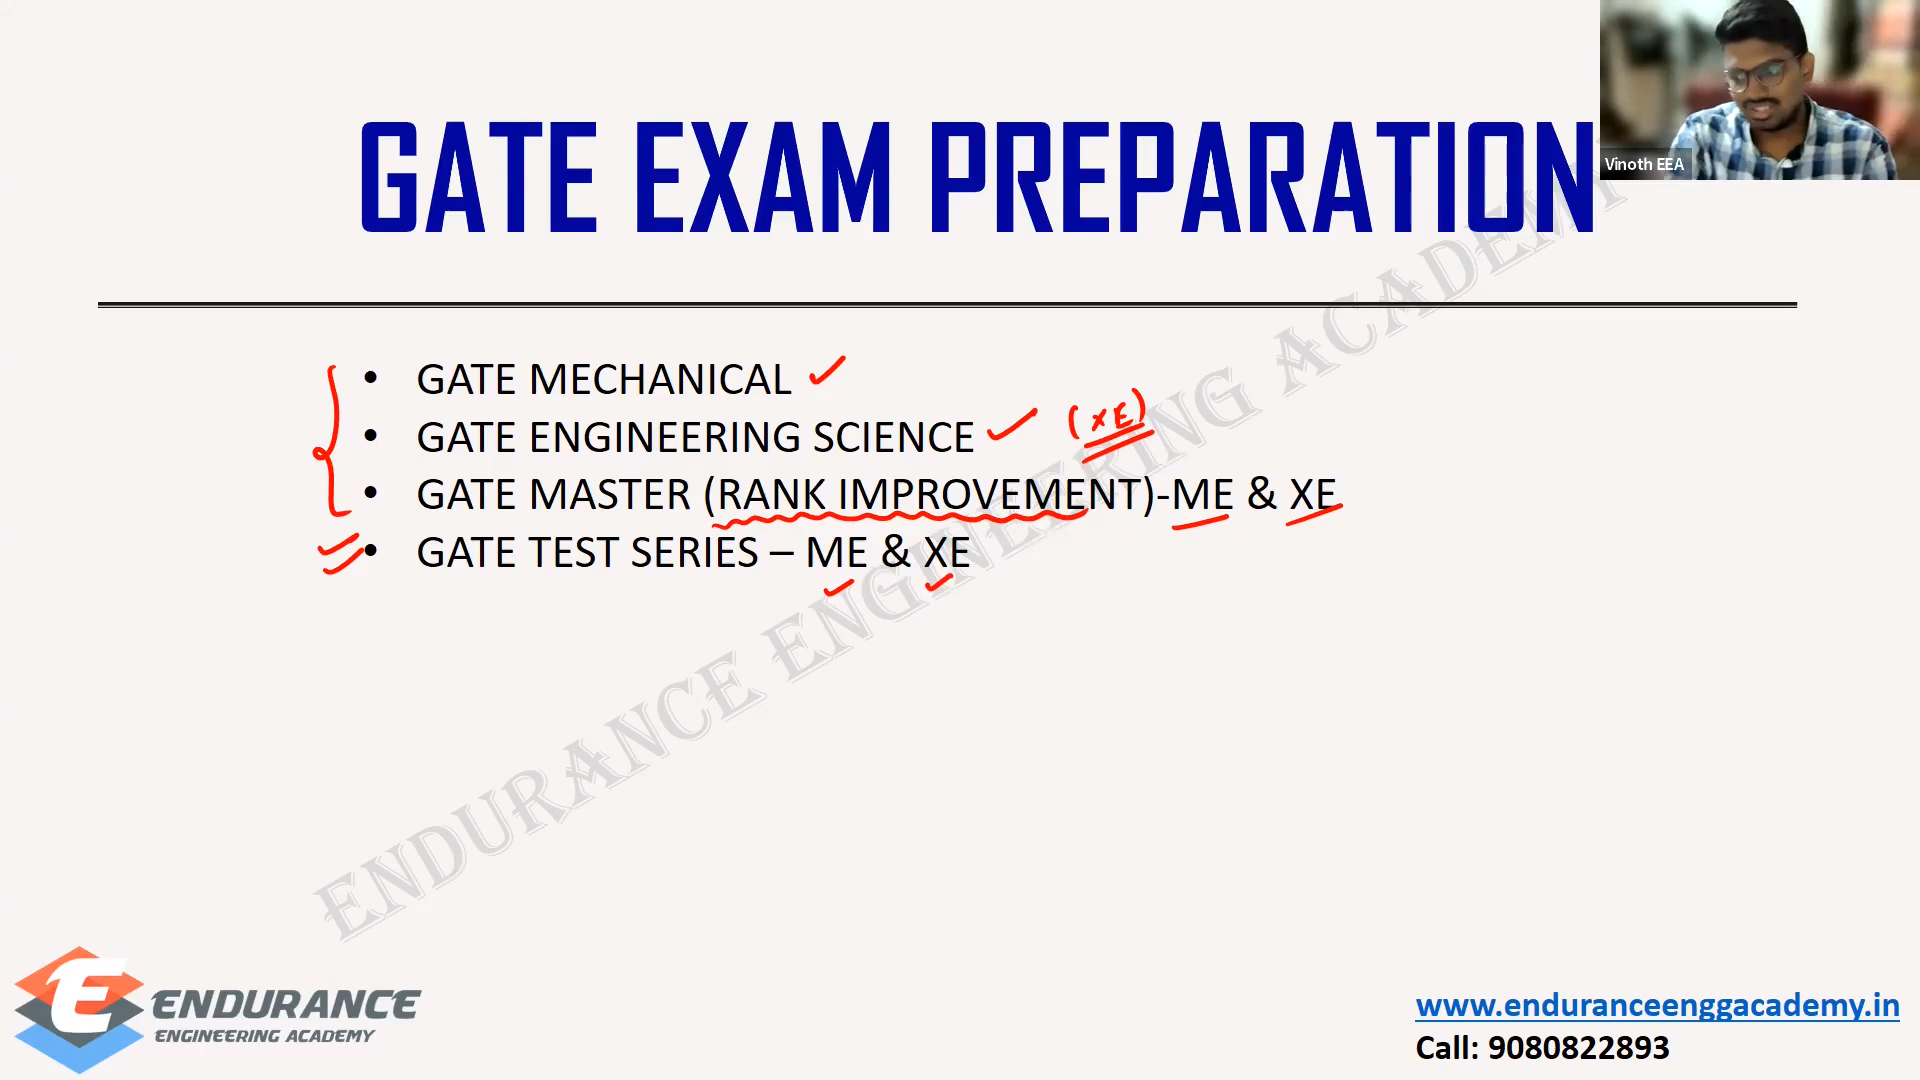 GATE EXAM PREPARATION
Vinoth EEA
• GATE MECHANICAL
• GATE ENGINEERING SCIENCE (XE)
• GATE MASTER (RANK IMPROVEMENT)-ME & XE
• GATE TEST SERIES – ME & XE
ENDURANCE ENGINEERING ACADEMY
E ENDURANCE
ENGINEERING ACADEMY
www.enduranceenggacademy.in
Call: 9080822893